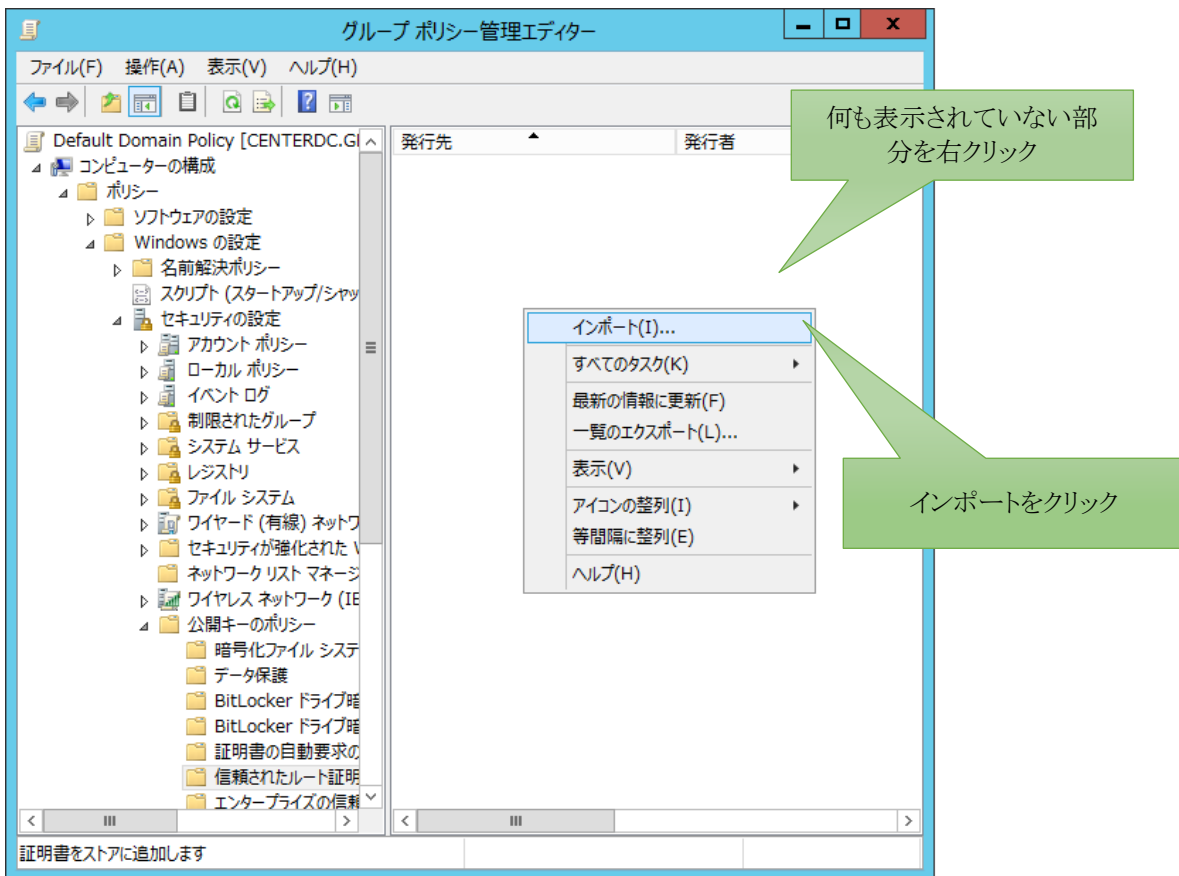 グループ ポリシー管理エディター
ファイル(F) 操作(A) 表示(V) ヘルプ(H)
Default Domain Policy [CENTERDC.GI
コンピューターの構成
ポリシー
ソフトウェアの設定
Windows の設定
名前解決ポリシー
スクリプト (スタートアップ/シャッ
セキュリティの設定
アカウント ポリシー
ローカル ポリシー
イベント ログ
制限されたグループ
システム サービス
レジストリ
ファイル システム
ワイヤード (有線) ネットワ
セキュリティが強化された
ネットワーク リスト マネージ
ワイヤレス ネットワーク (IE
公開キーのポリシー
暗号化ファイル システ
データ保護
BitLocker ドライブ暗
BitLocker ドライブ暗
証明書の自動要求の
信頼されたルート証明
エンタープライズの信頼
発行先 発行者
何も表示されていない部
分を右クリック
インポート(I)...
すべてのタスク(K)
最新の情報に更新(F)
一覧のエクスポート(L)...
表示(V)
アイコンの整列(I)
等間隔に整列(E)
ヘルプ(H)
インポートをクリック
証明書をストアに追加します